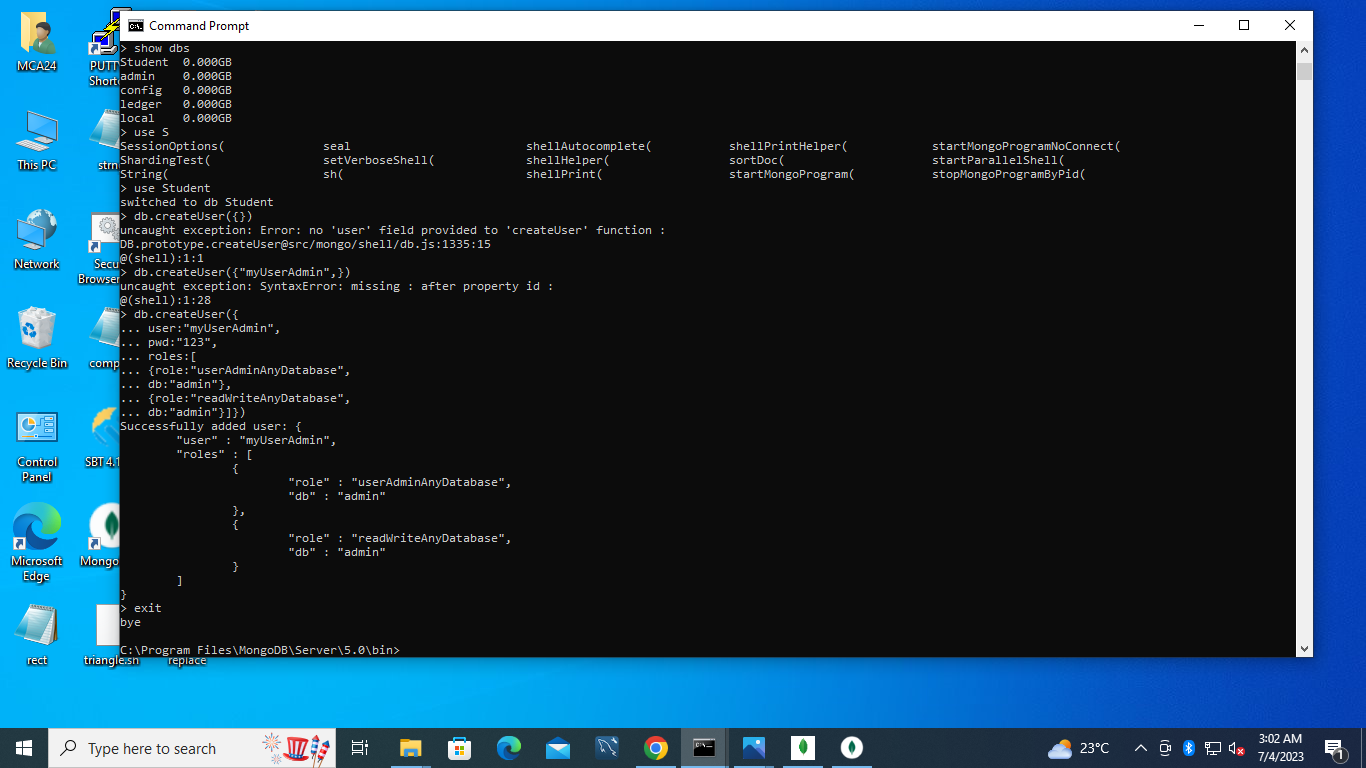 Command Prompt
> show dbs
Student  0.000GB
admin    0.000GB
config   0.000GB
ledger   0.000GB
local    0.000GB
> use S
SessionOptions(              seal                         shellAutocomplete(           shellPrintHelper(            startMongoProgramNoConnect(
ShardingTest(                setVerboseShell(             shellHelper(                 sortDoc(                     startParallelShell(
String(                      sh(                          shellPrint(                  startMongoProgram(           stopMongoProgramByPid(
> use Student
switched to db Student
> db.createUser({})
uncaught exception: Error: no 'user' field provided to 'createUser' function :
DB.prototype.createUser@src/mongo/shell/db.js:1335:15
@(shell):1:1
> db.createUser({"myUserAdmin",})
uncaught exception: SyntaxError: missing : after property id :
@(shell):1:28
> db.createUser({
... user:"myUserAdmin",
... pwd:"123",
... roles:[
... {role:"userAdminAnyDatabase",
... db:"admin"},
... {role:"readWriteAnyDatabase",
... db:"admin"}]})
Successfully added user: {
        "user" : "myUserAdmin",
        "roles" : [
                {
                        "role" : "userAdminAnyDatabase",
                        "db" : "admin"
                },
                {
                        "role" : "readWriteAnyDatabase",
                        "db" : "admin"
                }
        ]
}
> exit
bye
C:\Program Files\MongoDB\Server\5.0\bin>
MCA24
PUTT
Shortc
This PC
strn
Network
Secu
Browser
Recycle Bin
comp
Control
Panel
SBT 4.1
Microsoft
Edge
Mongo
rect
triangle.sh
replace
Type here to search
23°C
3:02 AM
7/4/2023
1